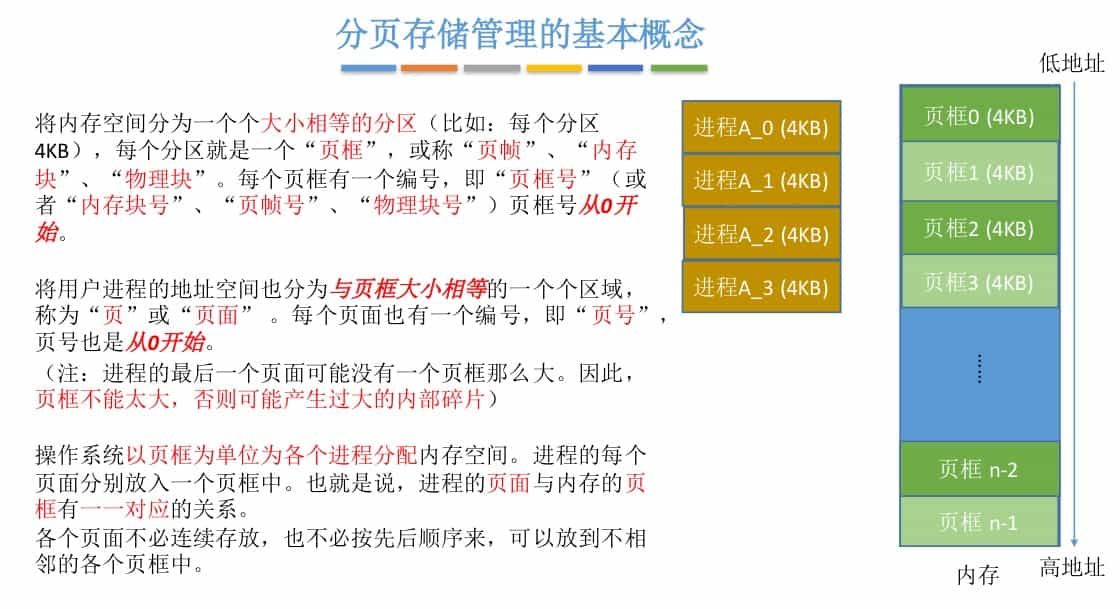 分页存储管理的基本概念
将内存空间分为一个个大小相等的分区（比如：每个分区
4KB），每个分区就是一个“页框”，或称“页帧”、“内存
块”、“物理块”。每个页框有一个编号，即“页框号”（或
者“内存块号”、“页帧号”、“物理块号”）页框号从0开
始。
将用户进程的地址空间也分为与页框大小相等的一个个区域，
称为“页”或“页面” 。每个页面也有一个编号，即“页号”，
页号也是从0开始。
（注：进程的最后一个页面可能没有一个页框那么大。因此，
页框不能太大，否则可能产生过大的内部碎片）
操作系统以页框为单位为各个进程分配内存空间。进程的每个
页面分别放入一个页框中。也就是说，进程的页面与内存的页
框有一一对应的关系。
各个页面不必连续存放，也不必按先后顺序来，可以放到不相
邻的各个页框中。
进程A_0 (4KB)
进程A_1 (4KB)
进程A_2 (4KB)
进程A_3 (4KB)
低地址
页框0 (4KB)
页框1 (4KB)
页框2 (4KB)
页框3 (4KB)
……
页框 n-2
页框 n-1
内存
高地址